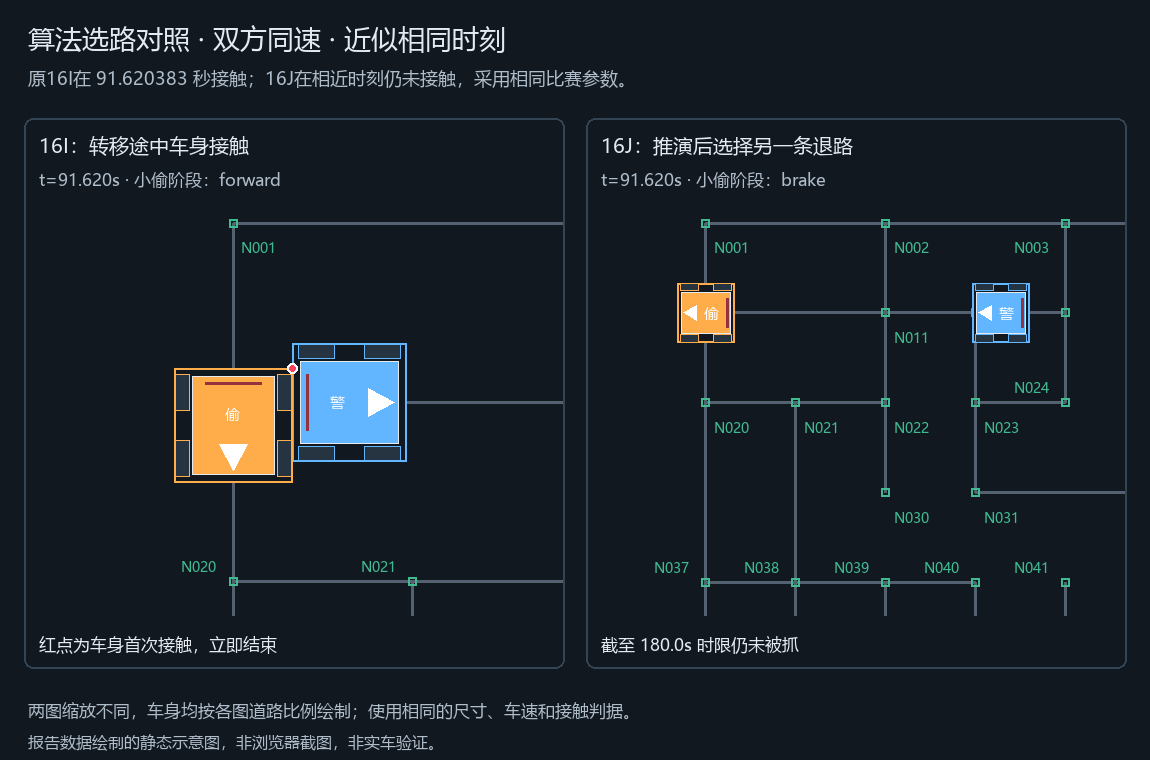 算法选路对照 · 双方同速 · 近似相同时刻
原16I在 91.620383 秒接触；16J在相近时刻仍未接触，采用相同比赛参数。
16I：转移途中车身接触
t=91.620s · 小偷阶段：forward
N001
偷
警
N020
N021
红点为车身首次接触，立即结束
16J：推演后选择另一条退路
t=91.620s · 小偷阶段：brake
N001
N002
N003
偷
警
N011
N024
N020
N021
N022
N023
N030
N031
N037
N038
N039
N040
N041
截至 180.0s 时限仍未被抓
两图缩放不同，车身均按各图道路比例绘制；使用相同的尺寸、车速和接触判据。
报告数据绘制的静态示意图，非浏览器截图，非实车验证。